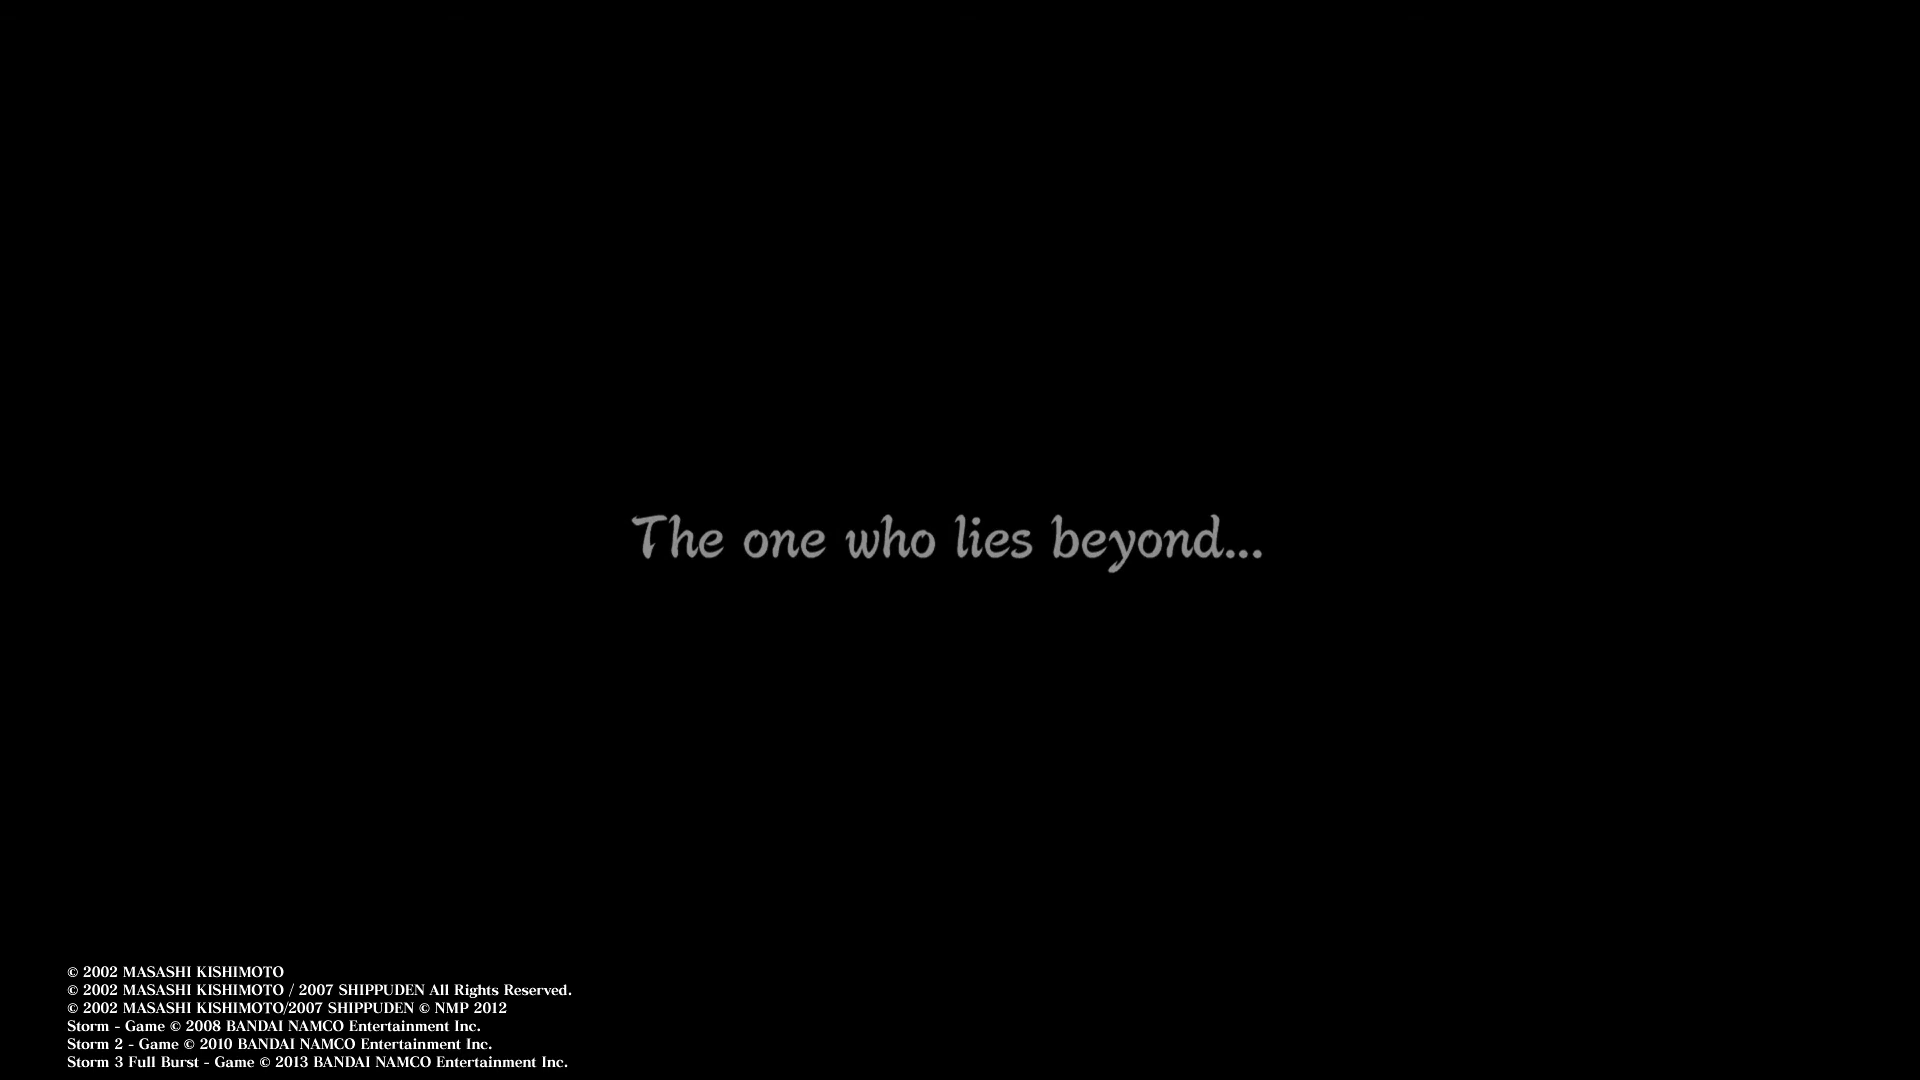 The one who lies beyond...
© 2002 MASASHI KISHIMOTO
© 2002 MASASHI KISHIMOTO / 2007 SHIPPUDEN All Rights Reserved.
© 2002 MASASHI KISHIMOTO/2007 SHIPPUDEN © NMP 2012
Storm - Game © 2008 BANDAI NAMCO Entertainment Inc.
Storm 2 - Game © 2010 BANDAI NAMCO Entertainment Inc.
Storm 3 Full Burst - Game © 2013 BANDAI NAMCO Entertainment Inc.